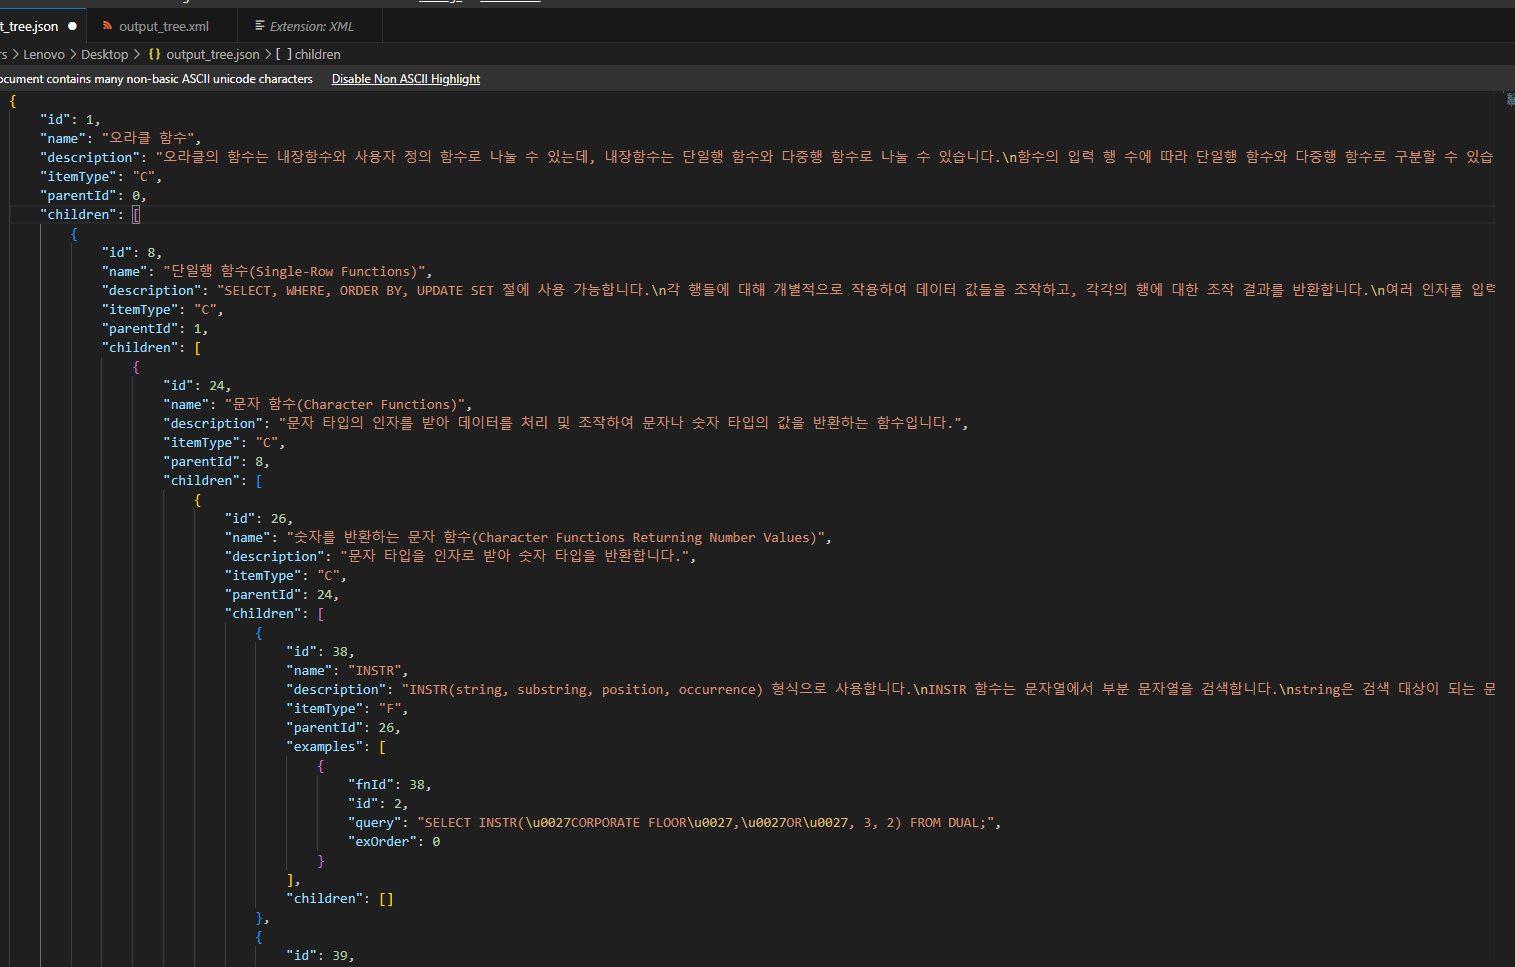 t_tree.json ● output_tree.xml Extension: XML
rs > Lenovo > Desktop > {} output_tree.json > [ ] children
ocument contains many non-basic ASCII unicode characters Disable Non ASCII Highlight
{
"id": 1,
"name": "오라클 함수",
"description": "오라클의 함수는 내장함수와 사용자 정의 함수로 나눌 수 있는데, 내장함수는 단일행 함수와 다중행 함수로 나눌 수 있습니다.\n함수의 입력 행 수에 따라 단일행 함수와 다중행 함수로 구분할 수 있습
"itemType": "C",
"parentId": 0,
"children": [
{
"id": 8,
"name": "단일행 함수(Single-Row Functions)",
"description": "SELECT, WHERE, ORDER BY, UPDATE SET 절에 사용 가능합니다.\n각 행들에 대해 개별적으로 작용하여 데이터 값들을 조작하고, 각각의 행에 대한 조작 결과를 반환합니다.\n여러 인자를 입력
"itemType": "C",
"parentId": 1,
"children": [
{
"id": 24,
"name": "문자 함수(Character Functions)",
"description": "문자 타입의 인자를 받아 데이터를 처리 및 조작하여 문자나 숫자 타입의 값을 반환하는 함수입니다.",
"itemType": "C",
"parentId": 8,
"children": [
{
"id": 26,
"name": "숫자를 반환하는 문자 함수(Character Functions Returning Number Values)",
"description": "문자 타입을 인자로 받아 숫자 타입을 반환합니다.",
"itemType": "C",
"parentId": 24,
"children": [
{
"id": 38,
"name": "INSTR",
"description": "INSTR(string, substring, position, occurrence) 형식으로 사용합니다.\nINSTR 함수는 문자열에서 부분 문자열을 검색합니다.\nstring은 검색 대상이 되는 문
"itemType": "F",
"parentId": 26,
"examples": [
{
"fnId": 38,
"id": 2,
"query": "SELECT INSTR(\u0027CORPORATE FLOOR\u0027,\u0027OR\u0027, 3, 2) FROM DUAL;",
"exOrder": 0
}
],
"children": []
},
{
"id": 39,